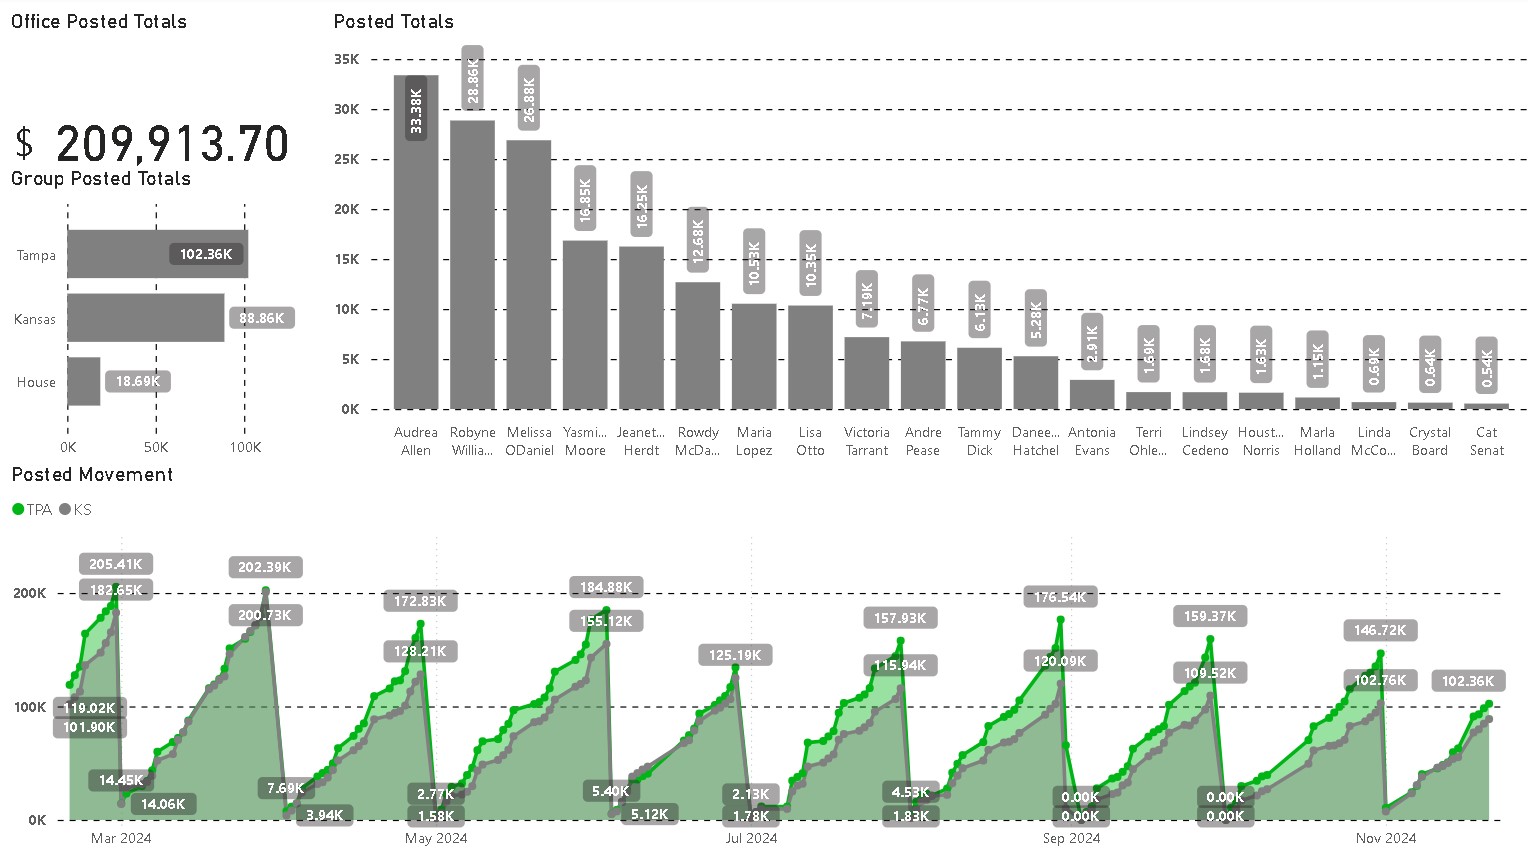 Office Posted Totals
$ 209,913.70
Group Posted Totals
Tampa
102.36K
Kansas
88.86K
House
18.69K
0K
50K
100K
Posted Totals
35K
30K
25K
20K
15K
10K
5K
0K
33.38K
28.86K
26.88K
16.85K
16.25K
12.68K
10.53K
10.35K
7.19K
6.77K
6.13K
5.28K
2.91K
1.69K
1.68K
1.63K
1.15K
0.69K
0.64K
0.54K
Audrea Allen
Robyne Willia...
Melissa ODaniel
Yasmi... Moore
Jeanet... Herdt
Rowdy McDa...
Maria Lopez
Lisa Otto
Victoria Tarrant
Andre Pease
Tammy Dick
Danee... Hatchel
Antonia Evans
Terri Ohle...
Lindsey Cedeno
Houst... Norris
Marla Holland
Linda McCo...
Crystal Board
Cat Senat
Posted Movement
TPA KS
200K
100K
0K
205.41K
182.65K
119.02K
101.90K
14.45K
14.06K
202.39K
200.73K
7.69K
3.94K
172.83K
128.21K
2.77K
1.58K
184.88K
155.12K
5.40K
5.12K
125.19K
2.13K
1.78K
157.93K
115.94K
4.53K
1.83K
176.54K
120.09K
0.00K
0.00K
159.37K
109.52K
0.00K
0.00K
146.72K
102.76K
102.36K
Mar 2024
May 2024
Jul 2024
Sep 2024
Nov 2024